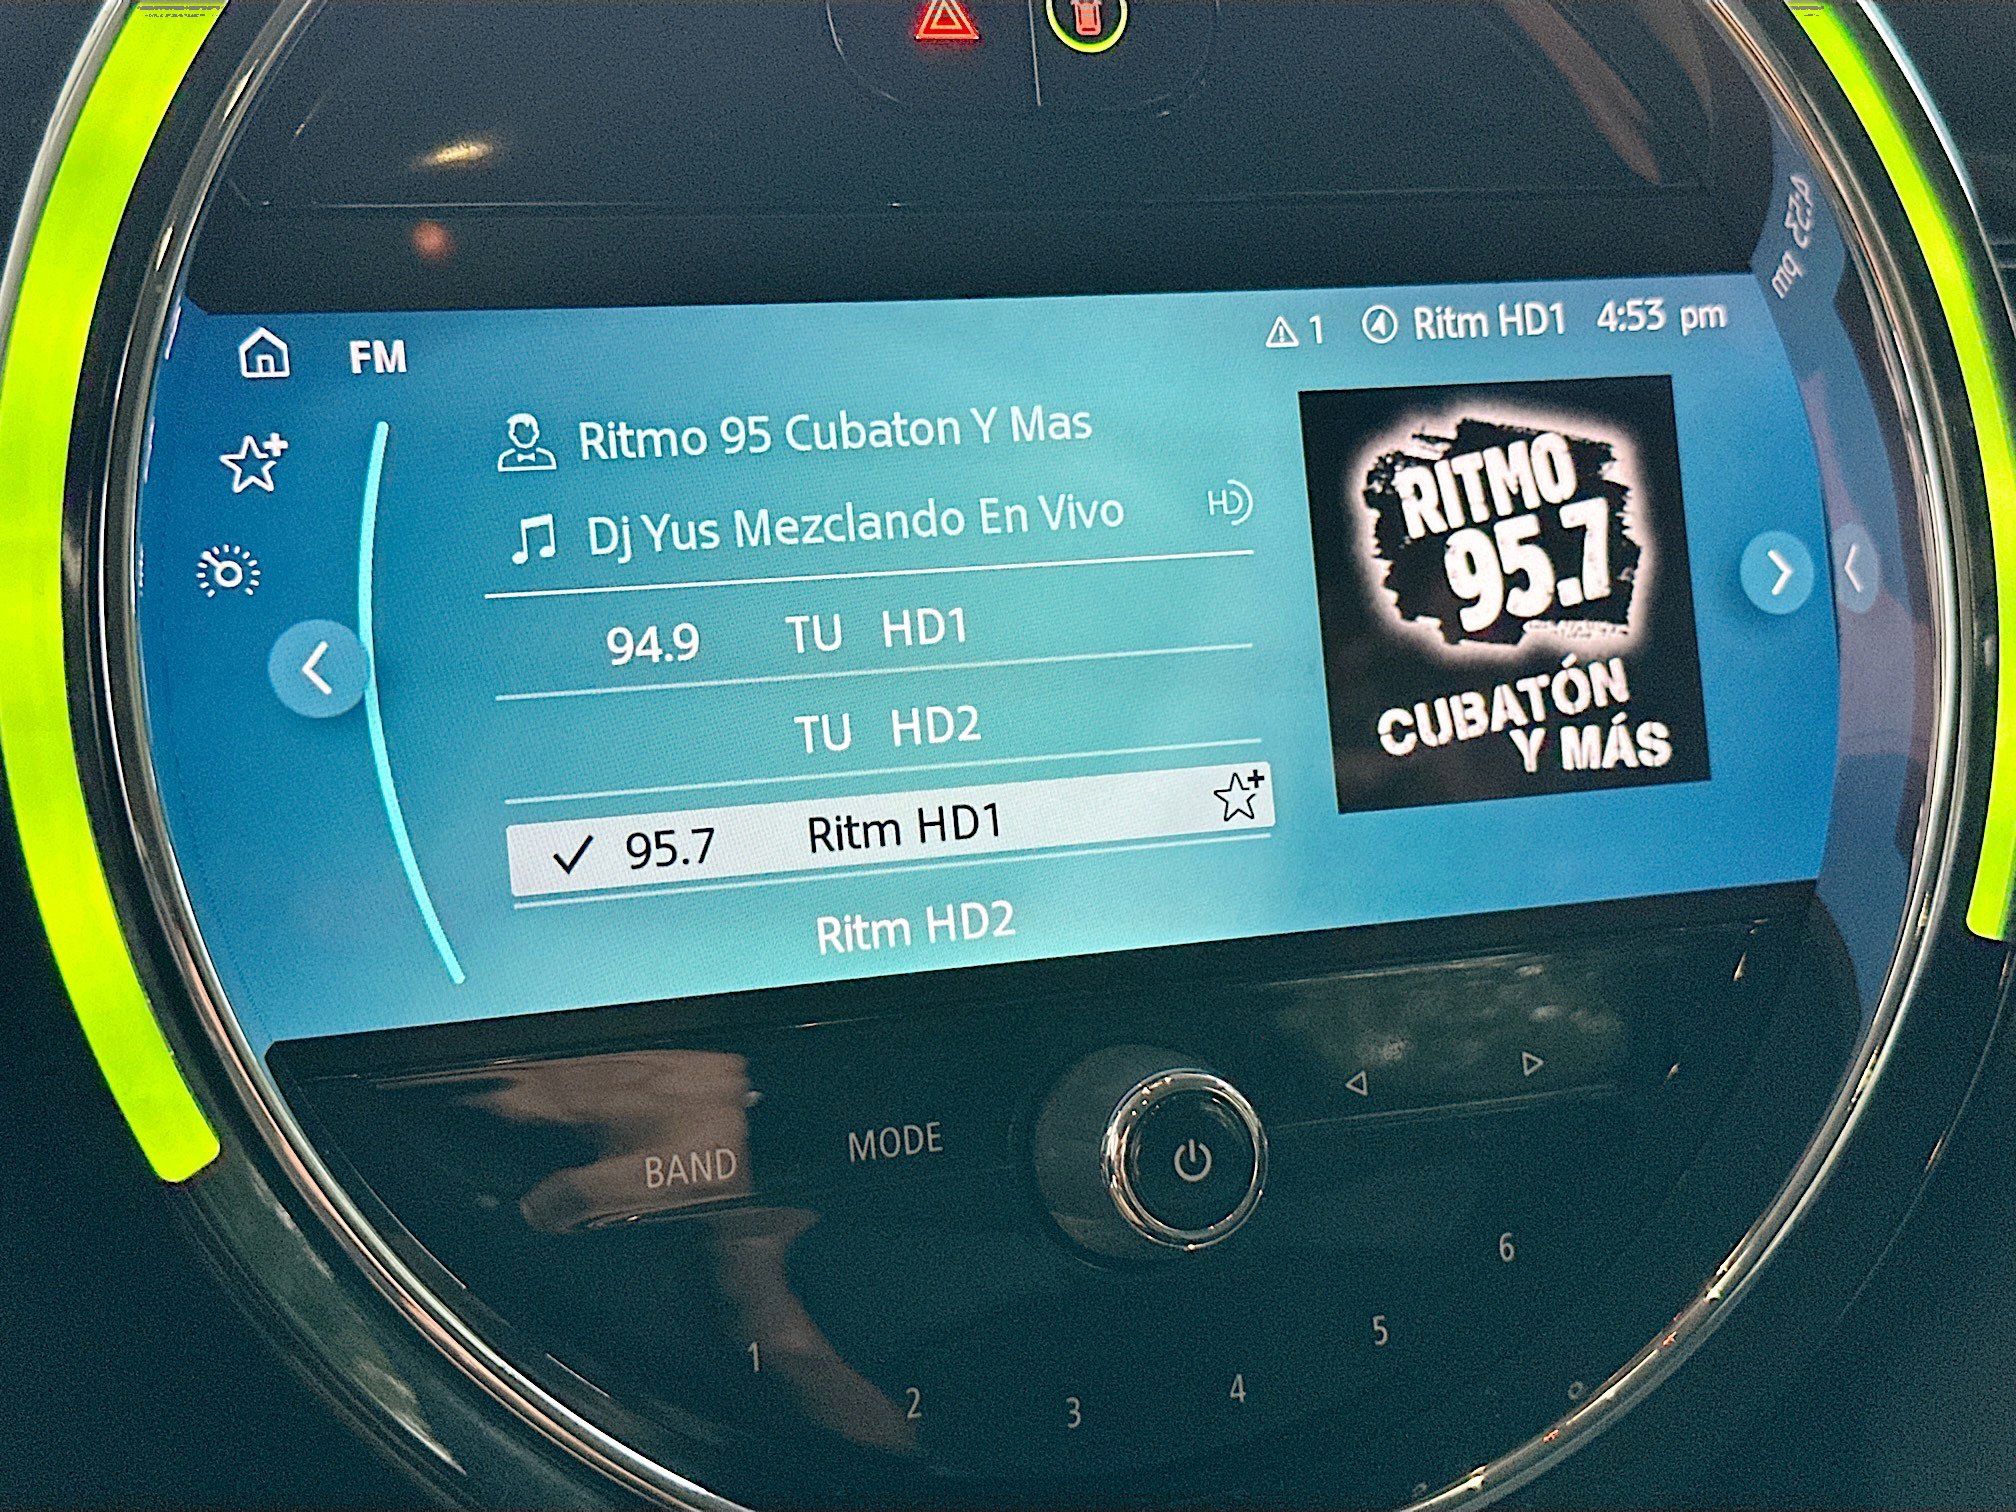 FM
1 Ritm HD1 4:53 pm
Ritmo 95 Cubaton Y Mas
Dj Yus Mezclando En Vivo
HD
94.9 TU HD1
TU HD2
95.7 Ritm HD1
Ritm HD2
RITMO
95.7
CUBATÓN
Y MÁS
BAND
MODE
1
2
3
4
5
6